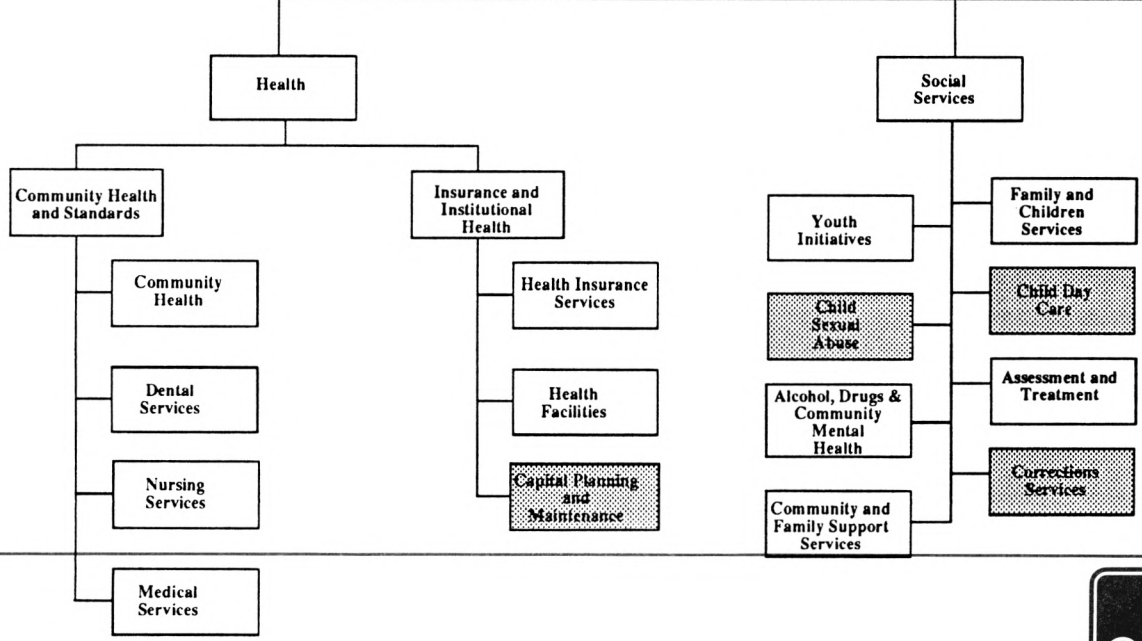 Health
Social
Services
Community Health
and Standards
Insurance and
Institutional
Health
Community
Health
Dental
Services
Nursing
Services
Medical
Services
Health Insurance
Services
Health
Facilities
Capital Planning
and
Maintenance
Youth
Initiatives
Child
Sexual
Abuse
Alcohol, Drugs &
Community
Mental
Health
Community and
Family Support
Services
Family and
Children
Services
Child Day
Care
Assessment and
Treatment
Corrections
Services